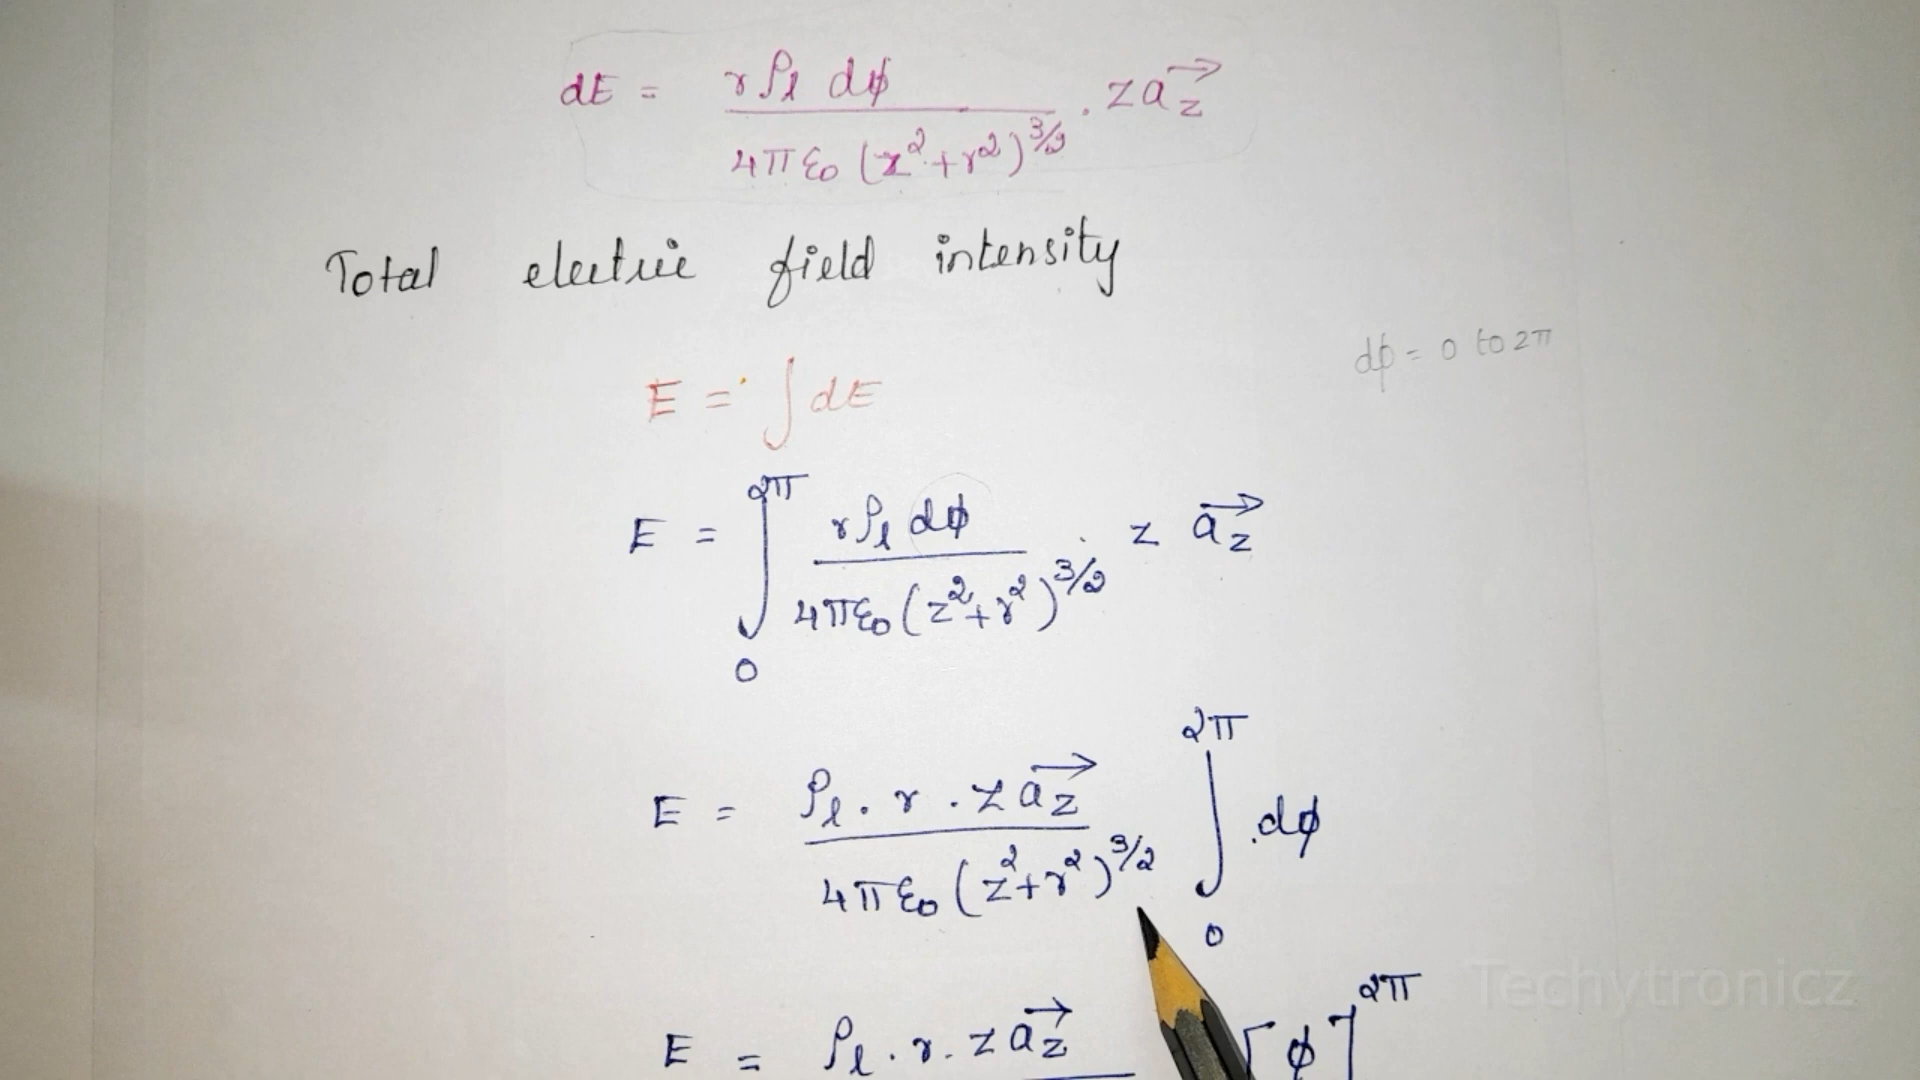 dE = rρl dφ / 4πε0 (z²+r²)^3/2 . z az→
Total electric field intensity
dφ = 0 to 2π
E = ∫ dE
E = ∫0^2π rρl dφ / 4πε0 (z²+r²)^3/2 . z az→
E = ρl . r . z az→ / 4πε0 (z²+r²)^3/2 ∫0^2π . dφ
Techytronicz
E = ρl . r . z az→ [φ]^2π